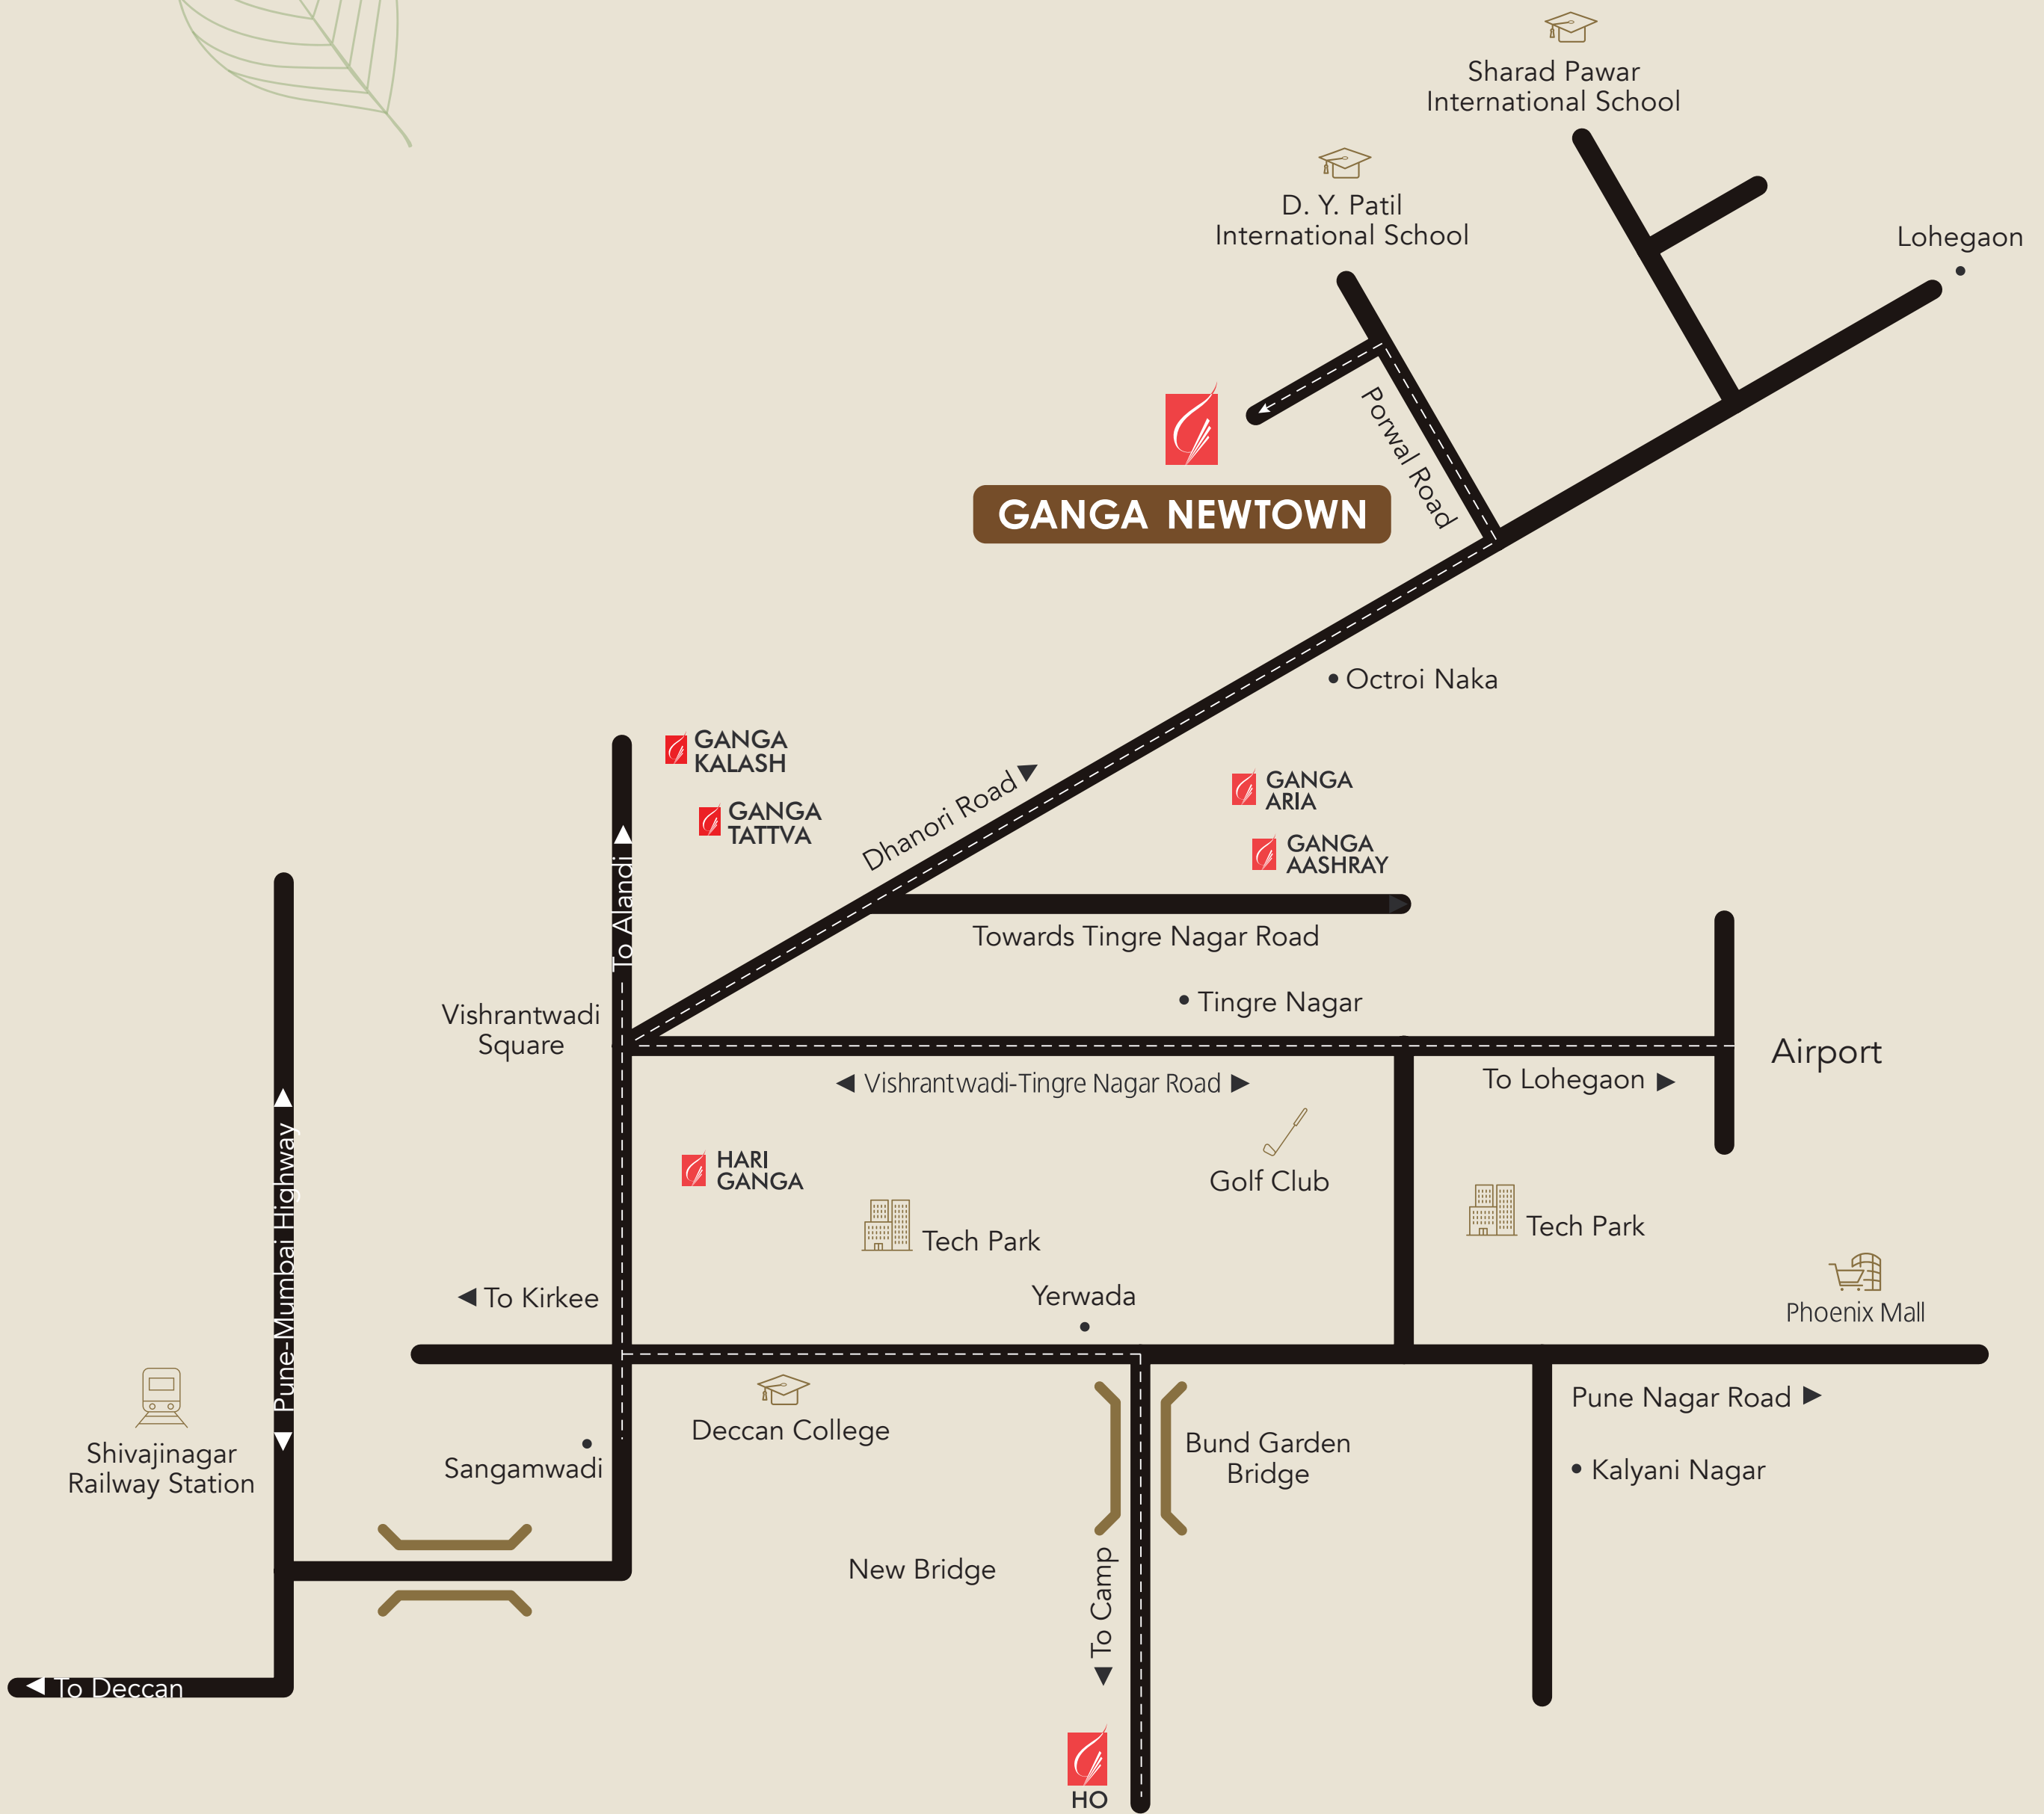 Sharad Pawar
International School
D. Y. Patil
International School
Lohegaon
Porwal Road
GANGA NEWTOWN
Octroi Naka
GANGA
KALASH
GANGA
TATTVA
Dhanori Road
GANGA
ARIA
GANGA
AASHRAY
To Alandi
Towards Tingre Nagar Road
Vishrantwadi
Square
Tingre Nagar
Airport
Vishrantwadi-Tingre Nagar Road
To Lohegaon
Pune-Mumbai Highway
HARI
GANGA
Golf Club
Tech Park
Tech Park
To Kirkee
Yerwada
Phoenix Mall
Shivajinagar
Railway Station
Sangamwadi
Deccan College
Bund Garden
Bridge
Pune Nagar Road
Kalyani Nagar
New Bridge
To Camp
To Deccan
HO